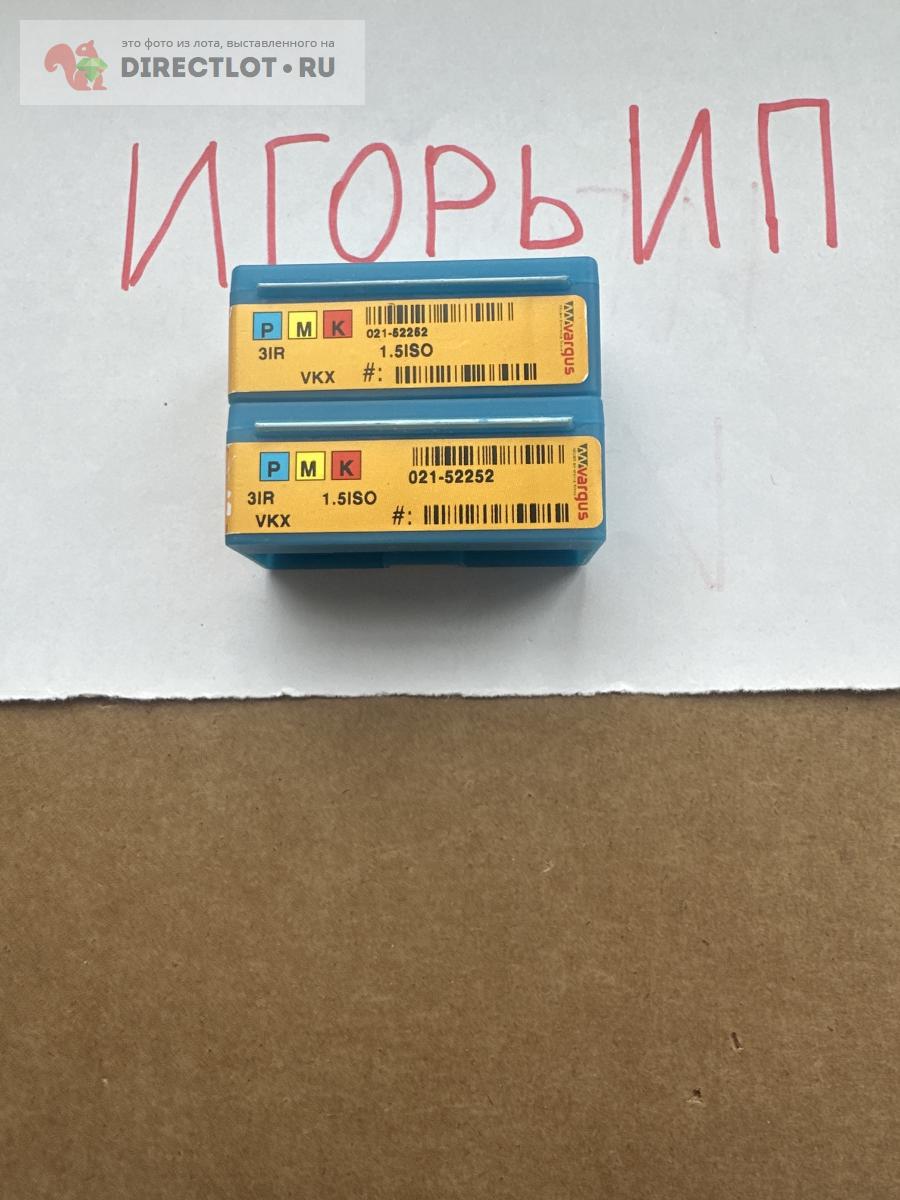 это фото из лота, выставленного на
DIRECTLOT•RU
ИГОРЬ ИП
P M K
021-52252
3IR 1.5ISO
VKX #:
vargus
P M K
021-52252
3IR 1.5ISO
VKX #:
vargus